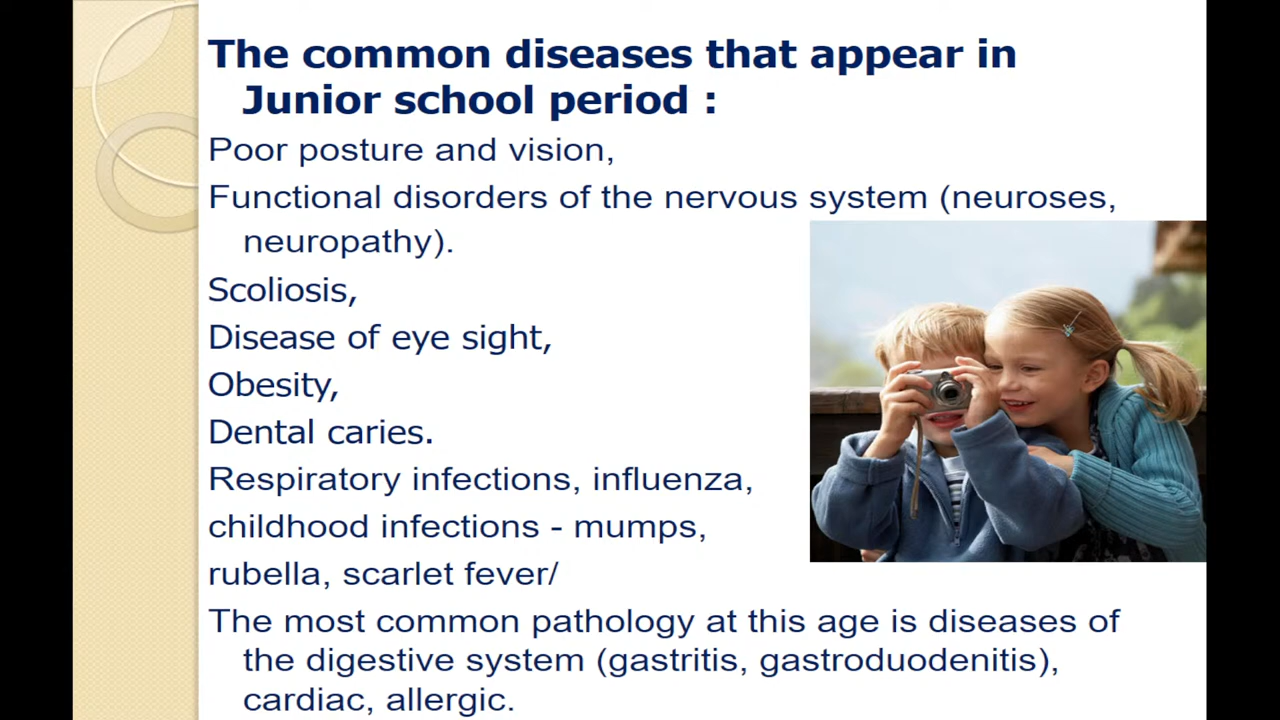 The common diseases that appear in
Junior school period :
Poor posture and vision,
Functional disorders of the nervous system (neuroses,
neuropathy).
Scoliosis,
Disease of eye sight,
Obesity,
Dental caries.
Respiratory infections, influenza,
childhood infections - mumps,
rubella, scarlet fever/
The most common pathology at this age is diseases of
the digestive system (gastritis, gastroduodenitis),
cardiac, allergic.